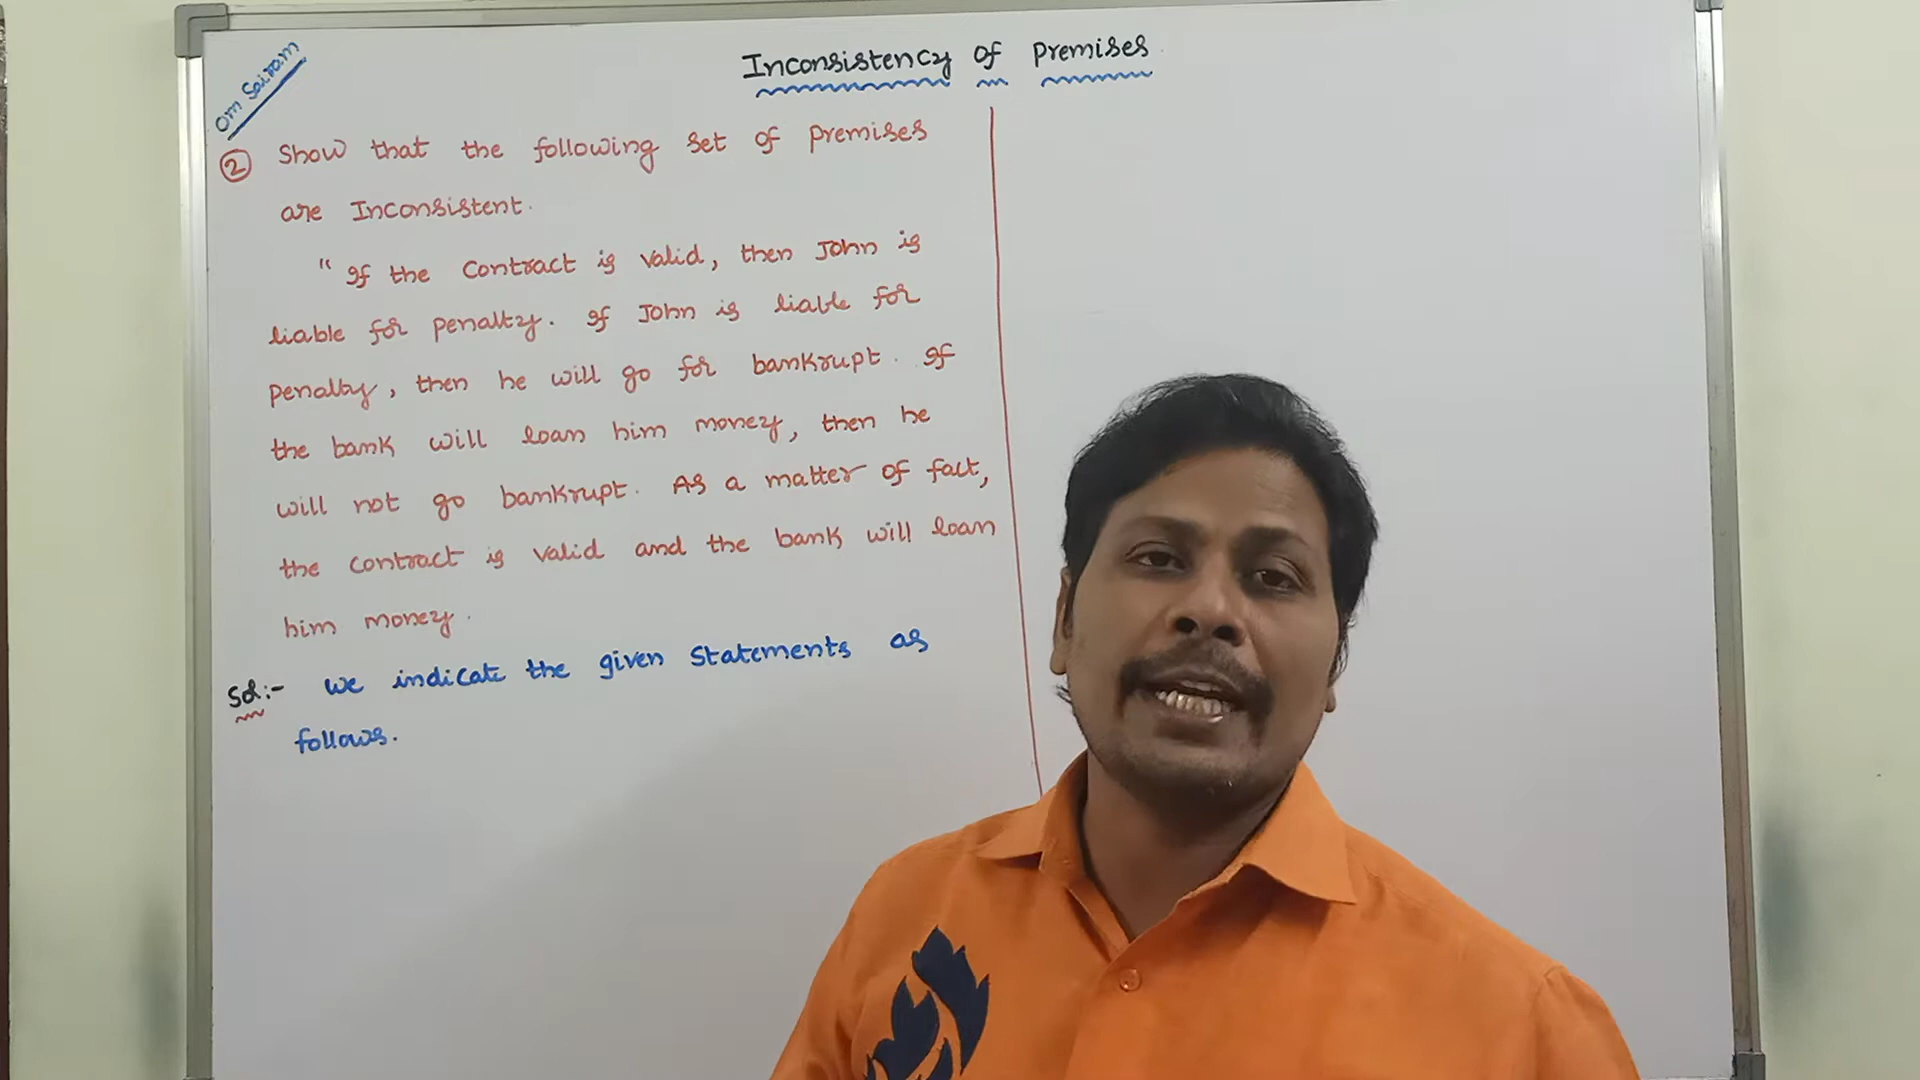 Om Sairam
Inconsistency of Premises
② Show that the following set of premises
are Inconsistent.
" If the Contract is valid, then John is
liable for penalty. If John is liable for
penalty, then he will go for bankrupt. If
the bank will loan him money, then he
will not go bankrupt. As a matter of fact,
the contract is valid and the bank will loan
him money.
Sol:- We indicate the given statements as
follows.